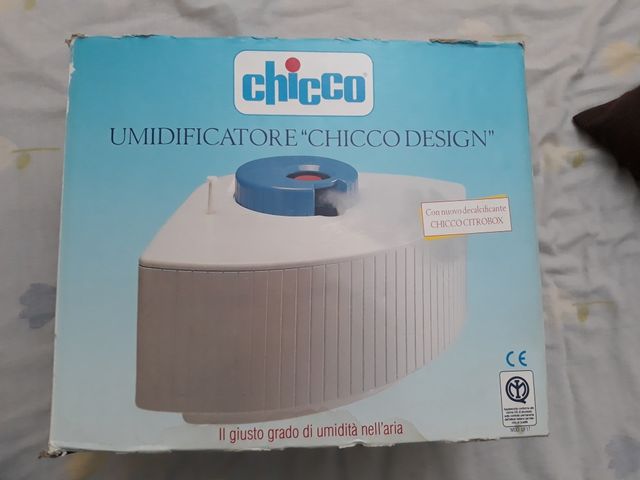 chicco
UMIDIFICATORE "CHICCO DESIGN"
Con nuovo decalcificante
CHICCO CITROBOX
CE
Il giusto grado di umidità nell'aria